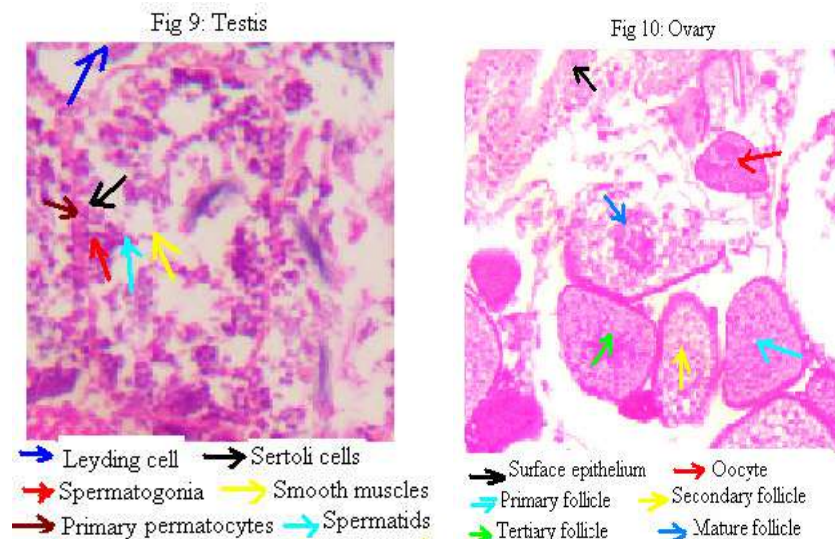 Fig 9: Testis
Leyding cell
Sertoli cells
Spermatogonia
Smooth muscles
Primary permatocytes
Spermatids
Fig 10: Ovary
Surface epithelium
Oocyte
Primary follicle
Secondary follicle
Tertiary follicle
Mature follicle